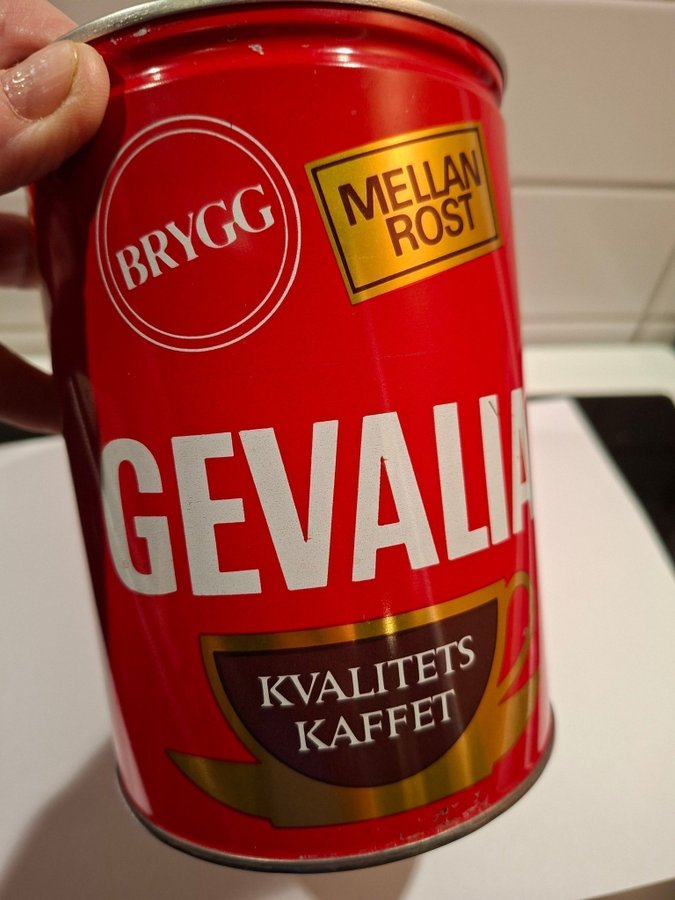 BRYGG
MELLAN
ROST
GEVALIA
KVALITETS
KAFFET